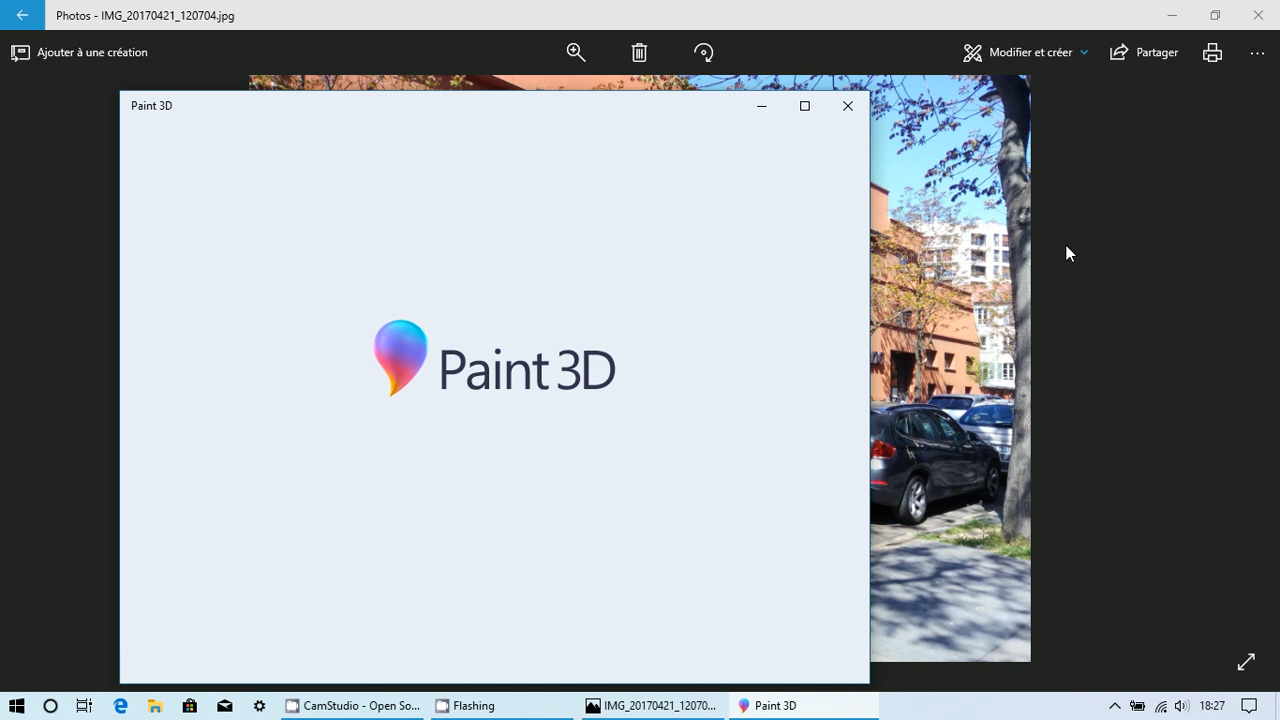 Photos - IMG_20170421_120704.jpg
Ajouter à une création
Modifier et créer
Partager
Paint 3D
Paint 3D
CamStudio - Open So...
Flashing
IMG_20170421_12070...
Paint 3D
18:27